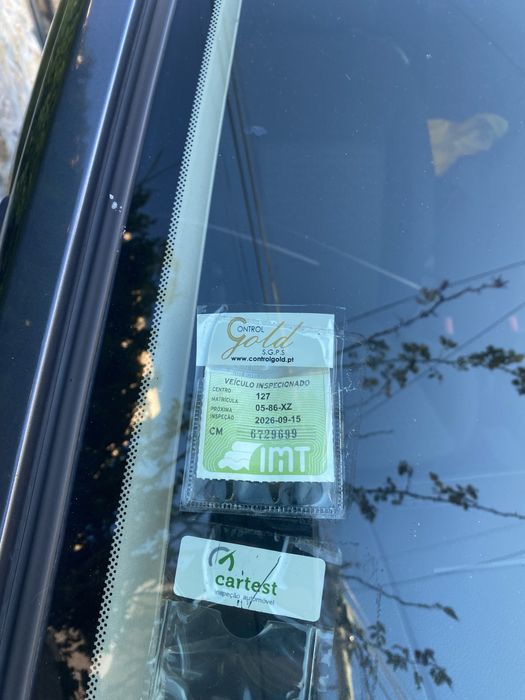 CONTROL
Gold
S.G.P.S
www.controlgold.pt
VEÍCULO INSPECIONADO
CENTRO: 127
MATRÍCULA 05-86-XZ
PRÓXIMA INSPEÇÃO 2026-09-15
CM 6729699
IMT
cartest
inspeção automóvel